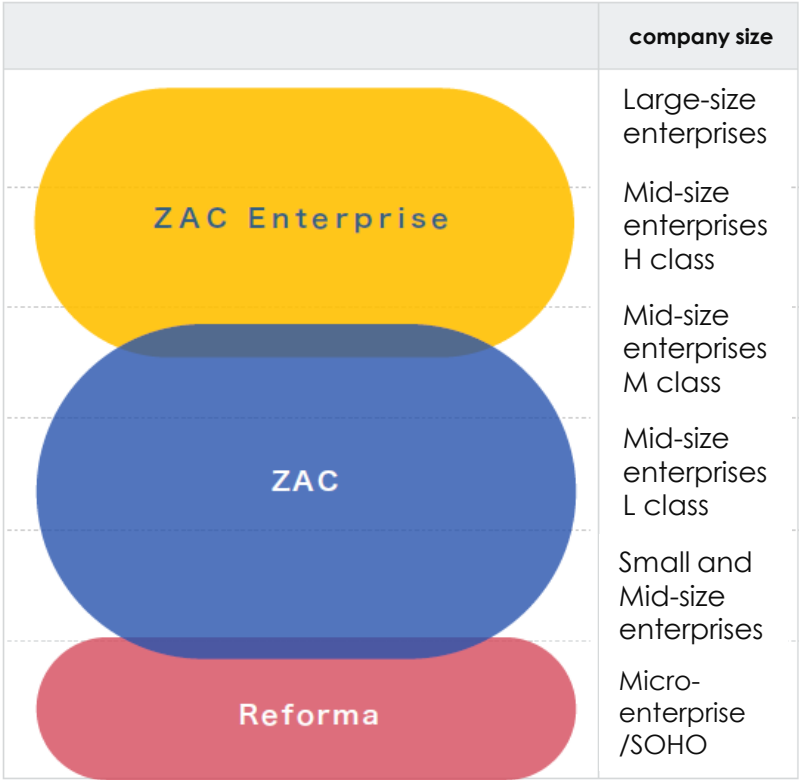 company size
Large-size
enterprises
Mid-size
enterprises
H class
ZAC Enterprise
Mid-size
enterprises
M class
Mid-size
enterprises
L class
ZAC
Small and
Mid-size
enterprises
Micro-
enterprise
/SOHO
Reforma